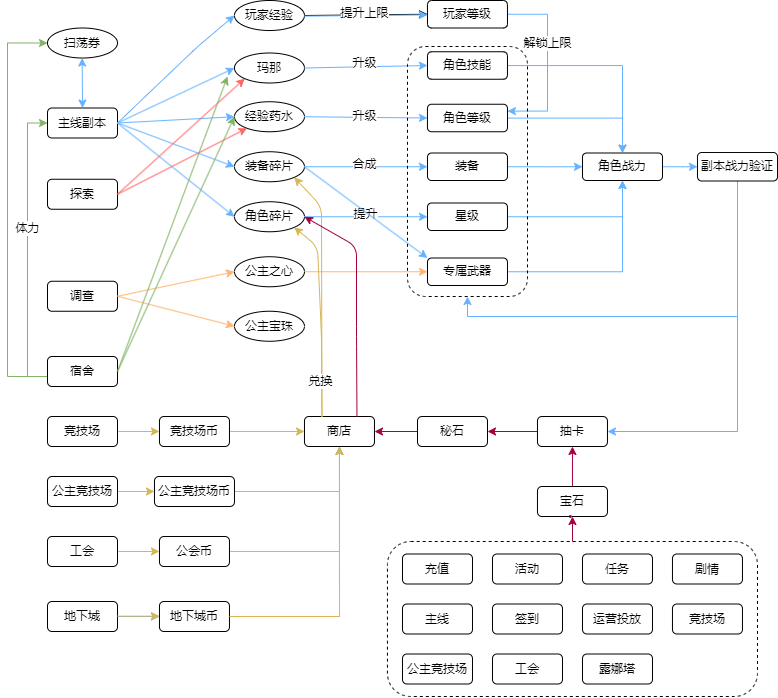 玩家经验
提升上限
玩家等级
扫荡券
解锁上限
玛那
升级
角色技能
主线副本
经验药水
升级
角色等级
装备碎片
合成
装备
角色战力
副本战力验证
探索
角色碎片
提升
星级
体力
公主之心
专属武器
调查
公主宝珠
宿舍
兑换
竞技场
竞技场币
商店
秘石
抽卡
公主竞技场
公主竞技场币
宝石
工会
公会币
充值
活动
任务
剧情
地下城
地下城币
主线
签到
运营投放
竞技场
公主竞技场
工会
露娜塔